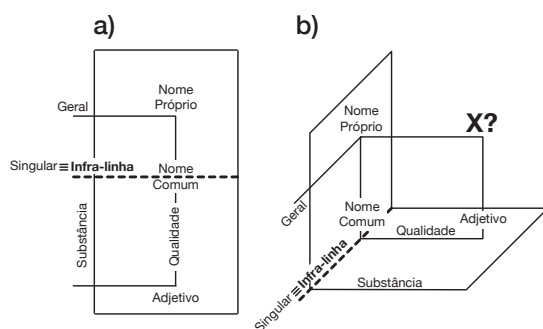 a)
Nome
Próprio
Geral
Singular ≡ Infra-linha
Nome
Comum
Substância
Qualidade
Adjetivo
b)
Nome
Próprio
X?
Geral
Nome
Comum
Adjetivo
Qualidade
Singular ≡ Infra-linha
Substância